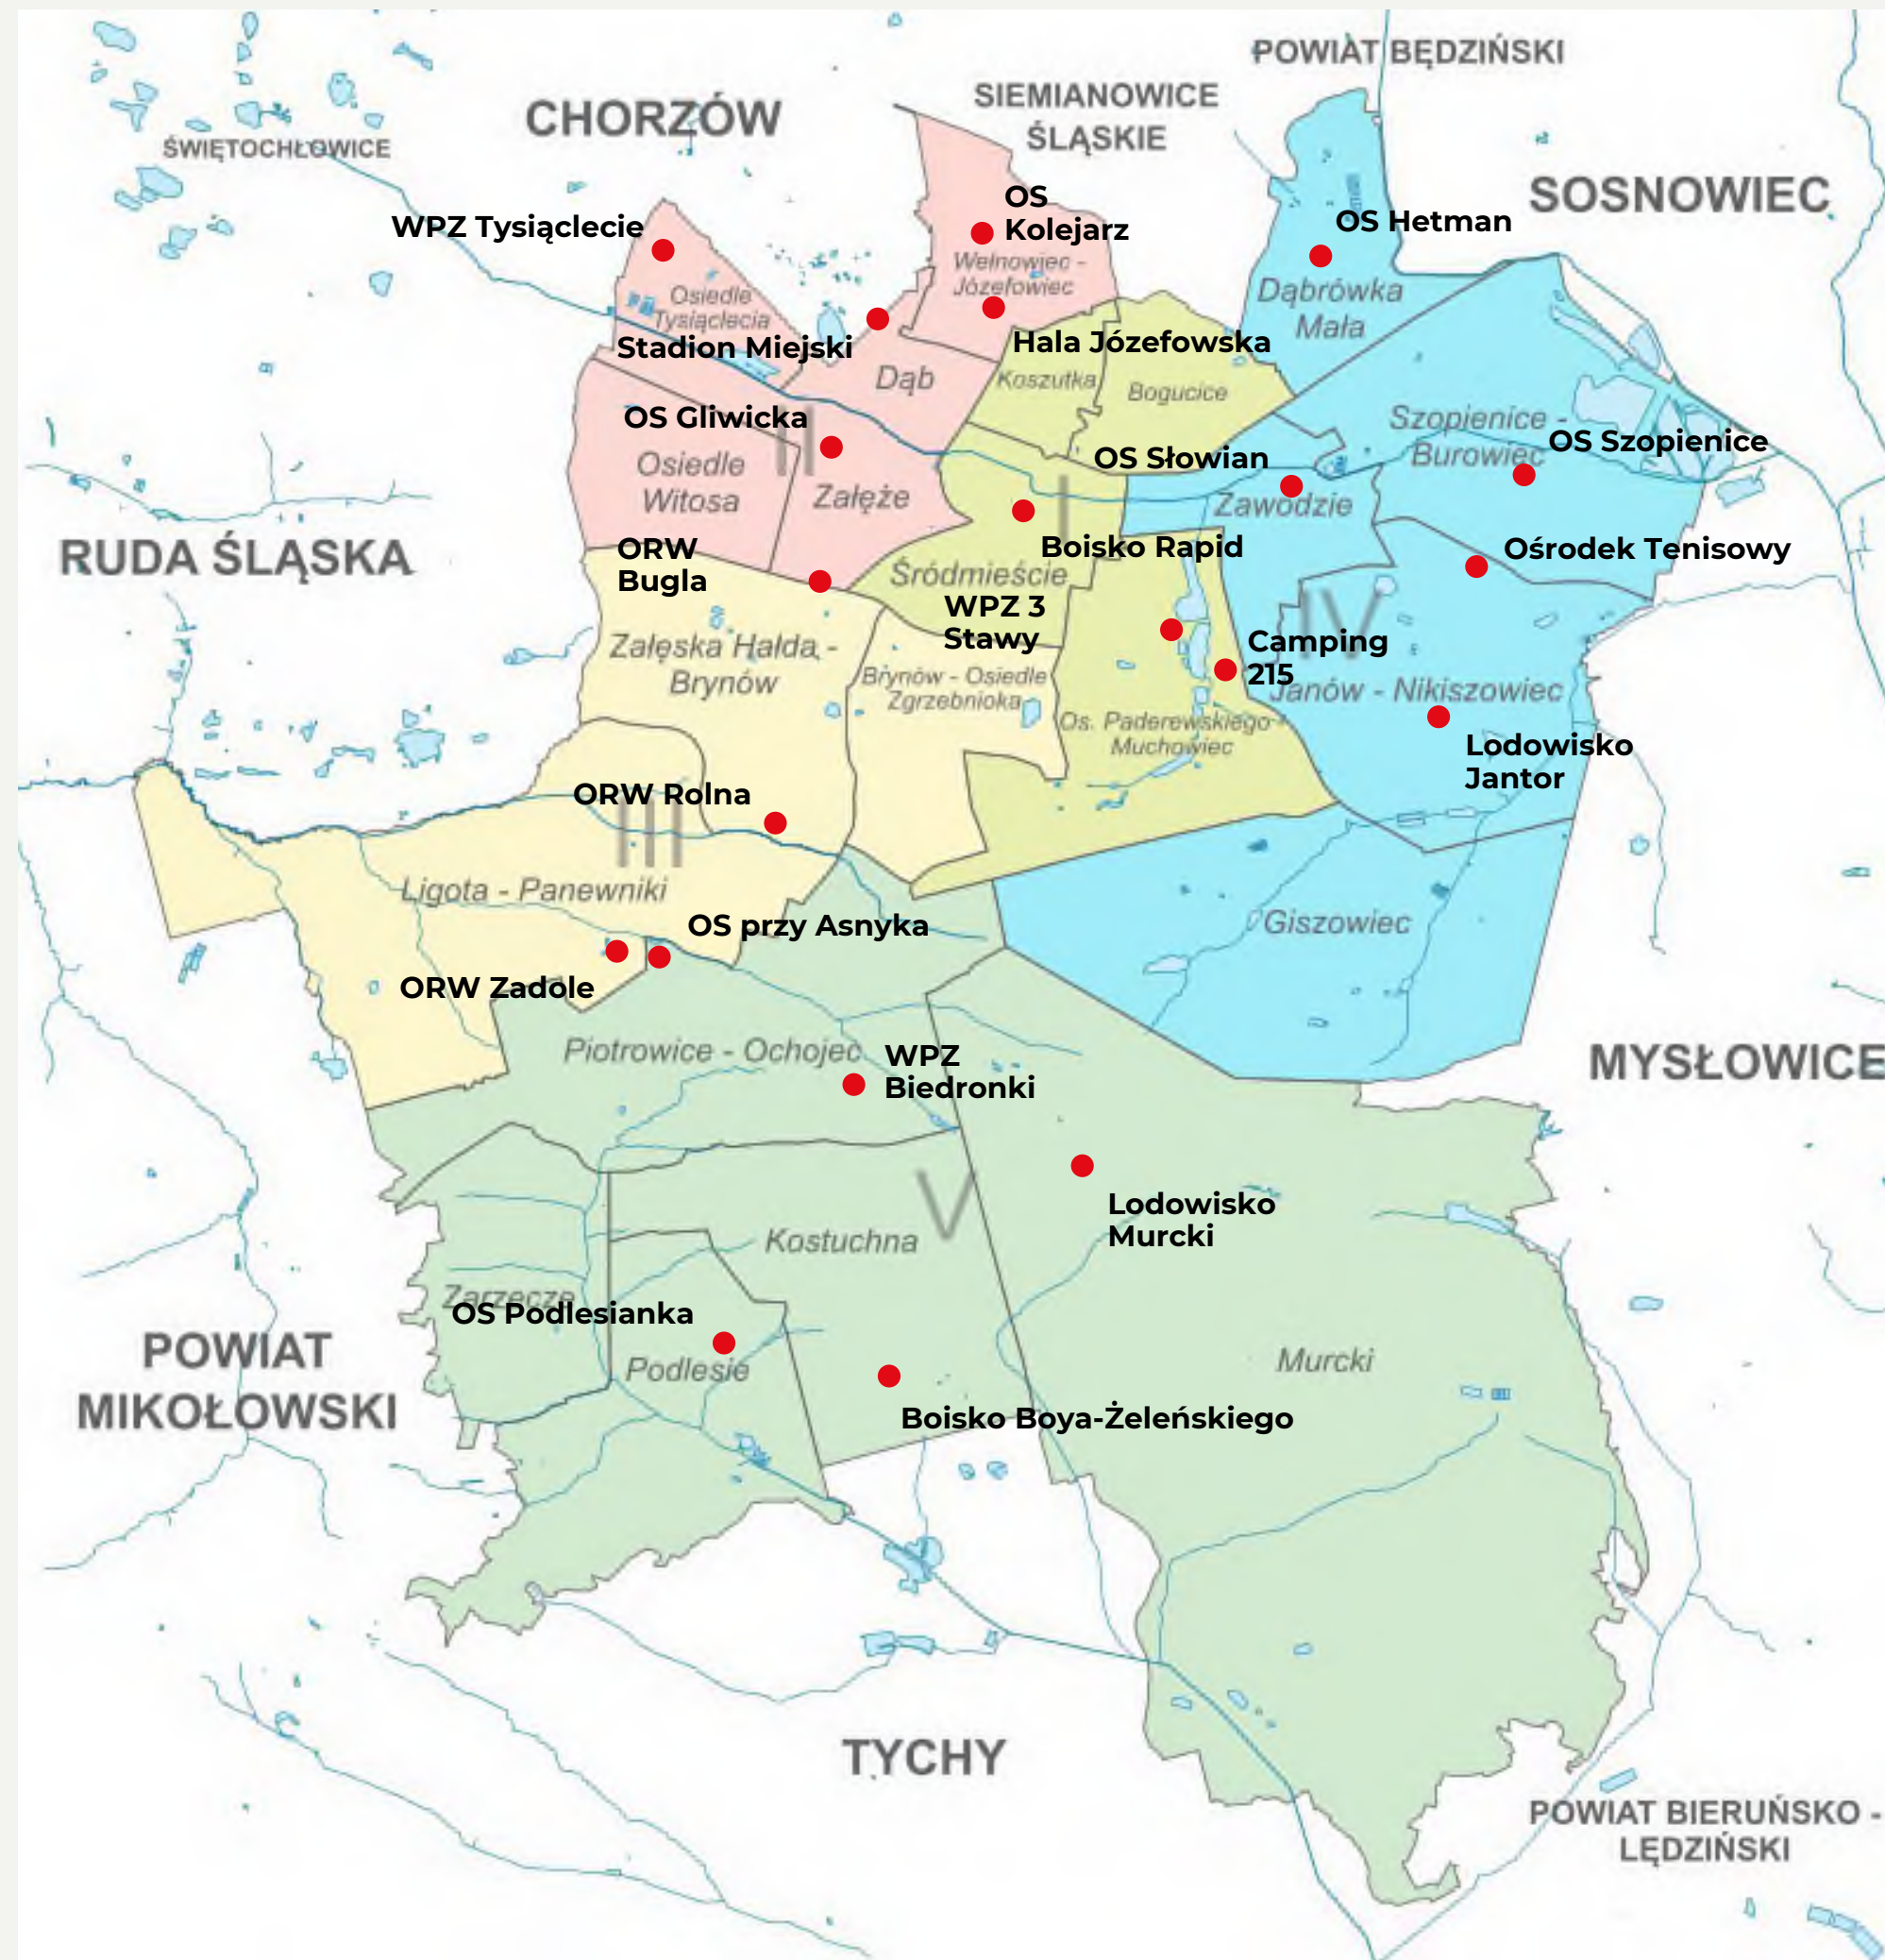 POWIAT BĘDZIŃSKI
SIEMIANOWICE
ŚLĄSKIE
CHORZÓW
ŚWIĘTOCHŁOWICE
SOSNOWIEC
OS
Kolejarz
WPZ Tysiąclecie
OS Hetman
Wełnowiec -
Józefowiec
Osiedle
Tysiąclecia
Dąbrówka
Mała
Stadion Miejski
Hala Józefowska
Dąb
Koszutka
Bogucice
OS Gliwicka
II
Szopienice -
Burowiec
OS Szopienice
Osiedle
Witosa
Załęże
OS Słowian
I
Zawodzie
RUDA ŚLĄSKA
ORW
Bugla
Boisko Rapid
Ośrodek Tenisowy
Śródmieście
WPZ 3
Stawy
IV
Camping
215
Załęska Hałda -
Brynów
Brynów - Osiedle
Zgrzebnioka
Janów - Nikiszowiec
Os. Paderewskiego -
Muchowiec
Lodowisko
Jantor
ORW Rolna
III
Ligota - Panewniki
OS przy Asnyka
Giszowiec
ORW Zadole
Piotrowice - Ochojec
WPZ
Biedronki
MYSŁOWICE
V
Lodowisko
Murcki
Kostuchna
Zarzecze
OS Podlesianka
Podlesie
POWIAT
MIKOŁOWSKI
Murcki
Boisko Boya-Żeleńskiego
TYCHY
POWIAT BIERUŃSKO -
LĘDZIŃSKI